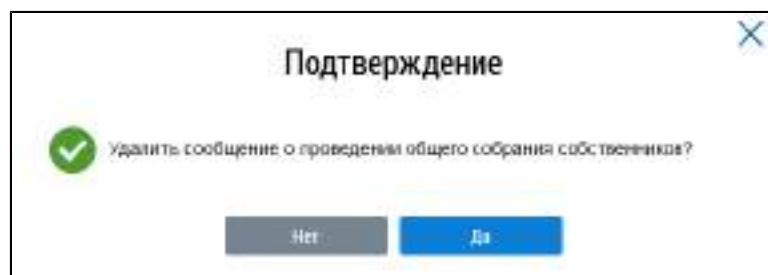 Подтверждение
Удалить сообщение о проведении общего собрания собственников?
Нет
Да